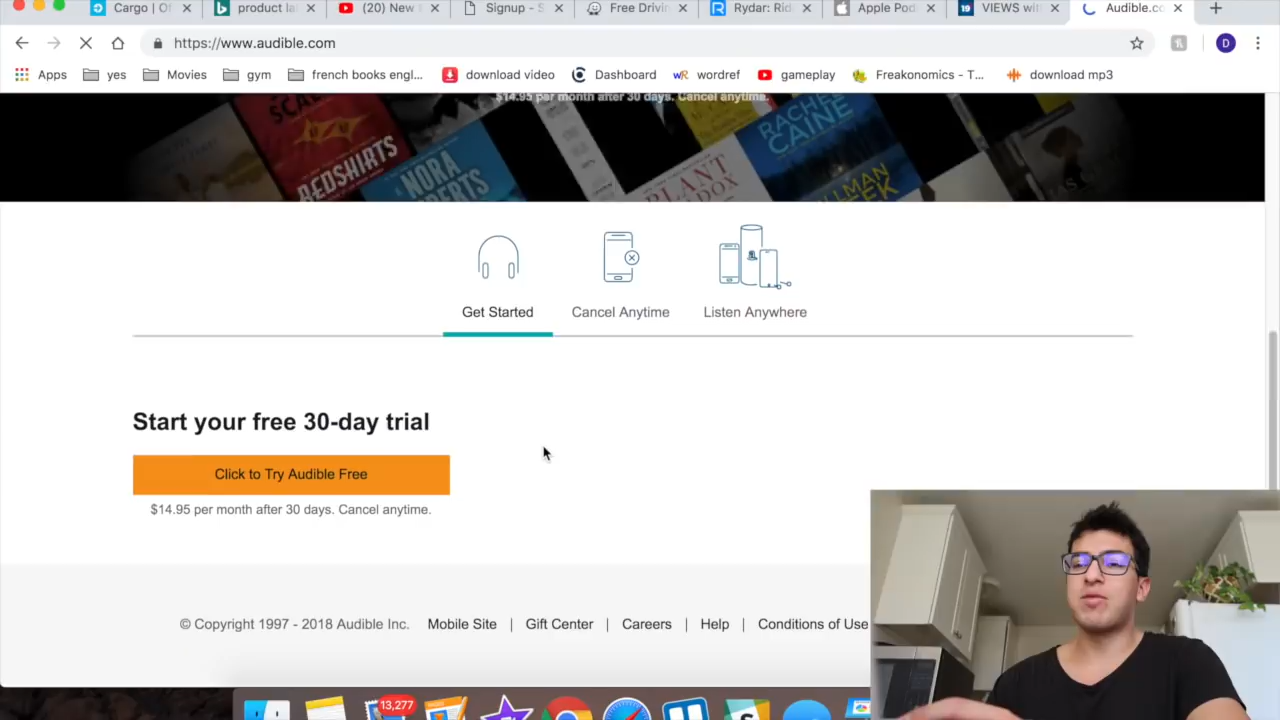 Cargo | O
product la
(20) New
Signup - S
Free Drivin
Rydar: Rid
Apple Pod
19 VIEWS wit
Audible.co
https://www.audible.com
D
Apps yes Movies gym french books engl... download video Dashboard wordref gameplay Freakonomics - T... download mp3
$14.95 per month after 30 days. Cancel anytime.
REDSHIRTS
NORA
ROBERTS
RACHEL
CAINE
PLANT
Get Started Cancel Anytime Listen Anywhere
Start your free 30-day trial
Click to Try Audible Free
$14.95 per month after 30 days. Cancel anytime.
© Copyright 1997 - 2018 Audible Inc. Mobile Site | Gift Center | Careers | Help | Conditions of Use
13,277